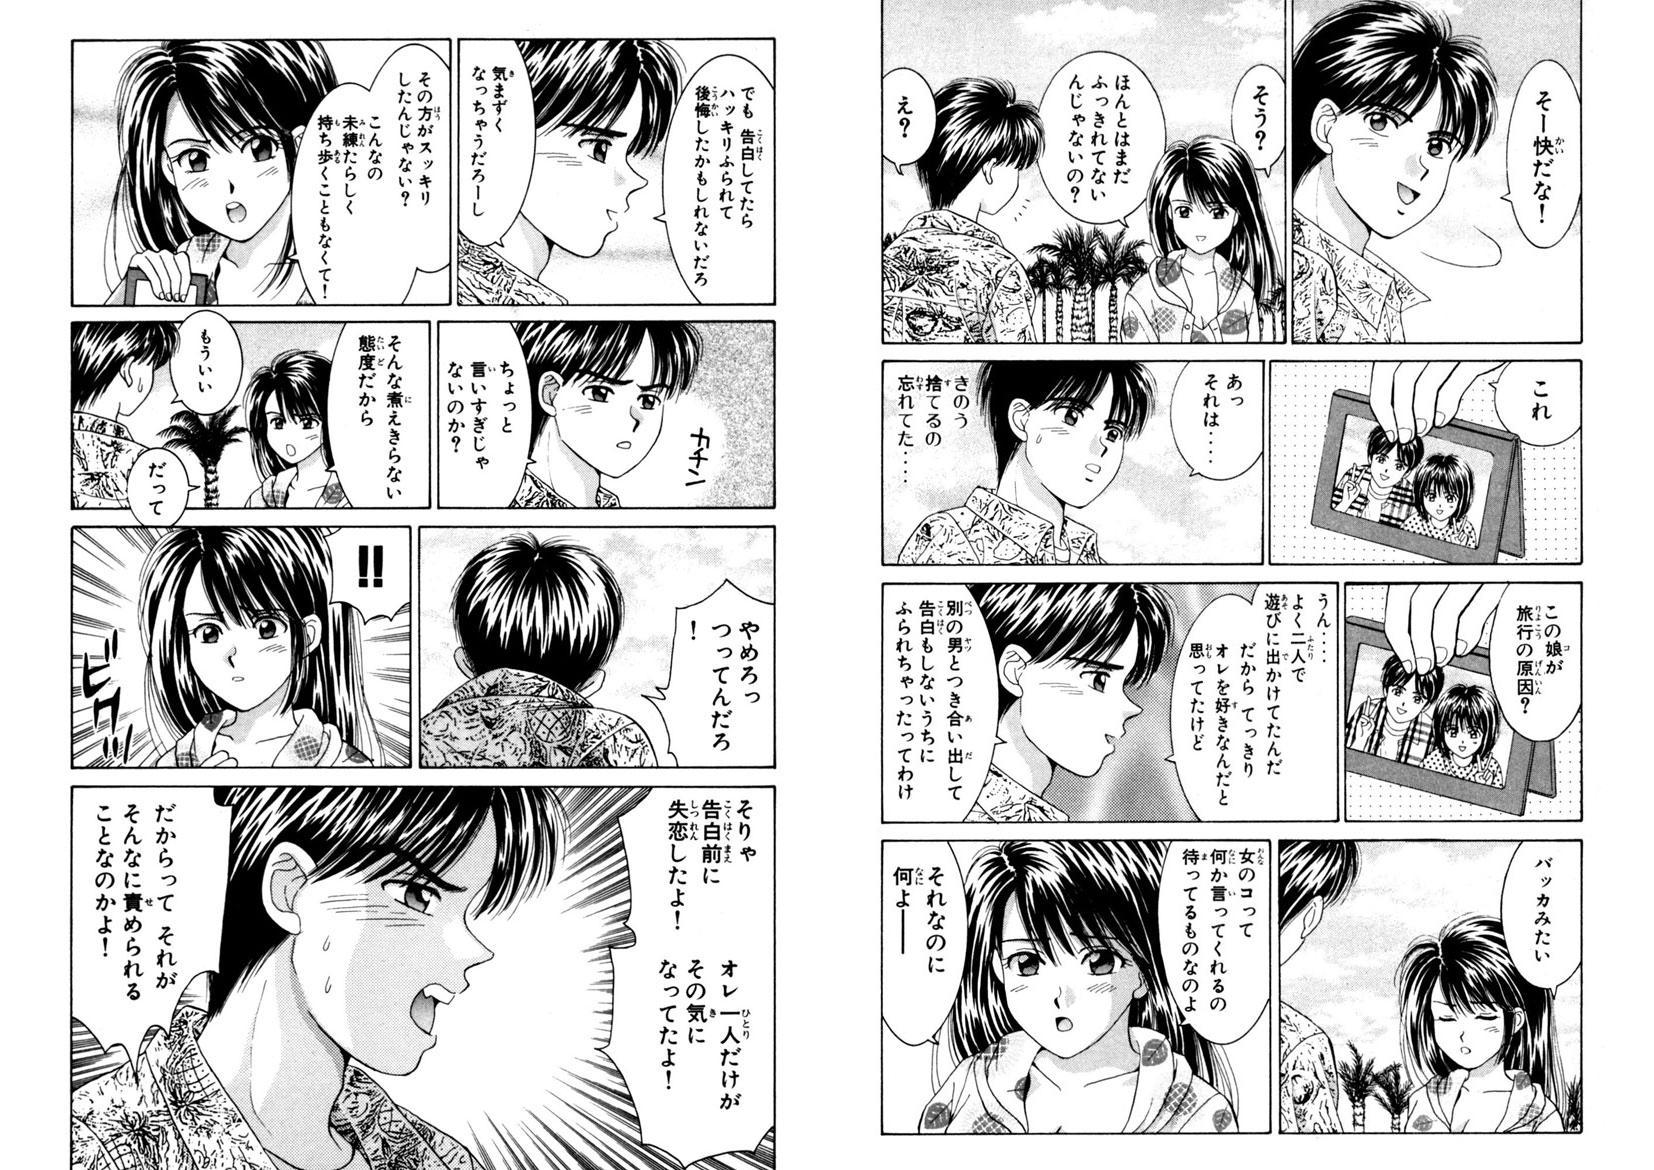 そー快だな！
そう？
ほんとはまだ
ふっきれてない
んじゃないの？
え？
これ
あっ
それは・・・
きのう
捨てるの
忘れてた・・・・
この娘が
旅行の原因？
うん・・・・
よく二人で
遊びに出かけてたんだ
だから てっきり
オレを好きなんだと
思ってたけど
別の男とつき合い出して
告白もしないうちに
ふられちゃったってわけ
バッカみたい
女のコって
何か言ってくれるの
待ってるものなのよ
それなのに
何よ――
でも 告白してたら
ハッキリふられて
後悔したかもしれないだろ
気まずく
なっちゃうだろーし
その方がスッキリ
したんじゃない？
こんなの
未練たらしく
持ち歩くこともなくて！
カチン
ちょっと
言いすぎじゃ
ないのか？
そんな煮えきらない
態度だから
もういい
だって
やめろっ
つってんだろ
！
!!
ビクッ
そりゃ
告白前に
失恋したよ！
オレ一人だけが
その気に
なってたよ！
だからって それが
そんなに責められる
ことなのかよ！